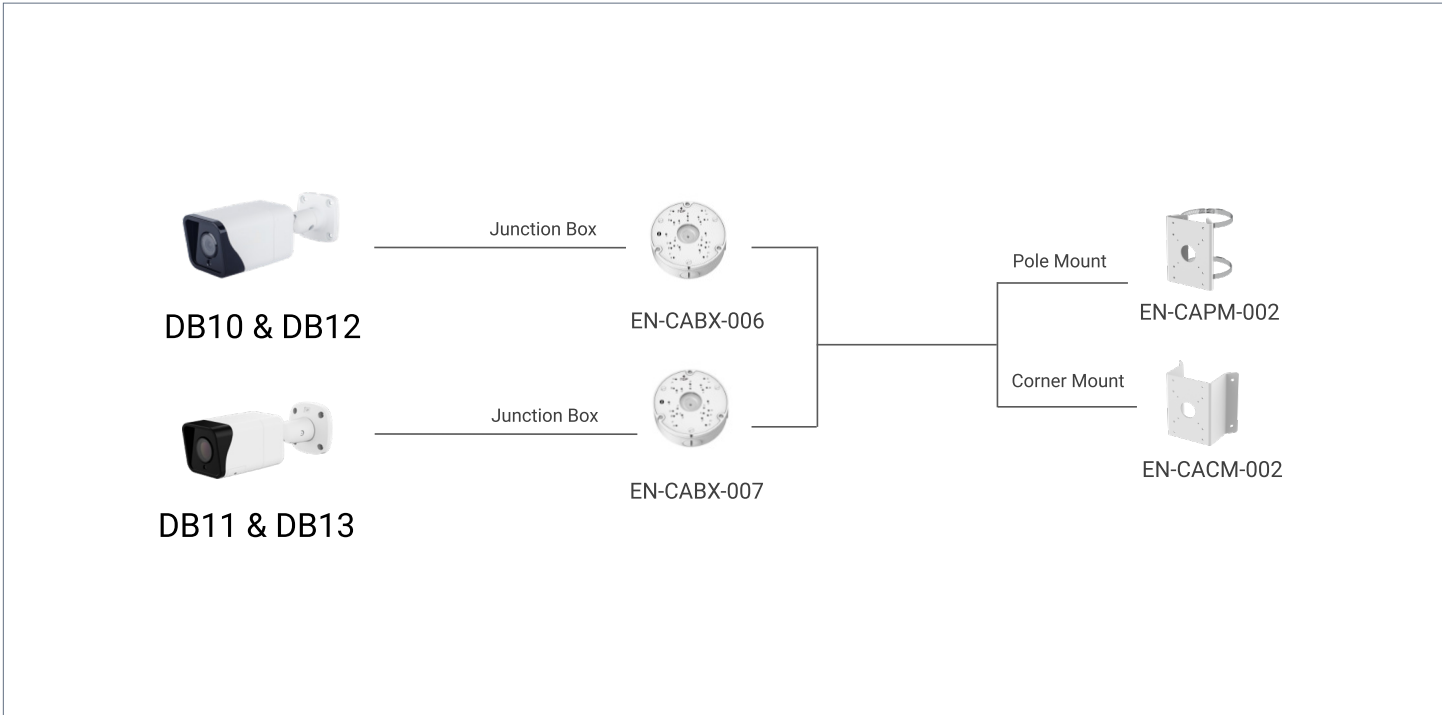 Junction Box
EN-CABX-006
DB10 & DB12
Junction Box
EN-CABX-007
DB11 & DB13
Pole Mount
EN-CAPM-002
Corner Mount
EN-CACM-002